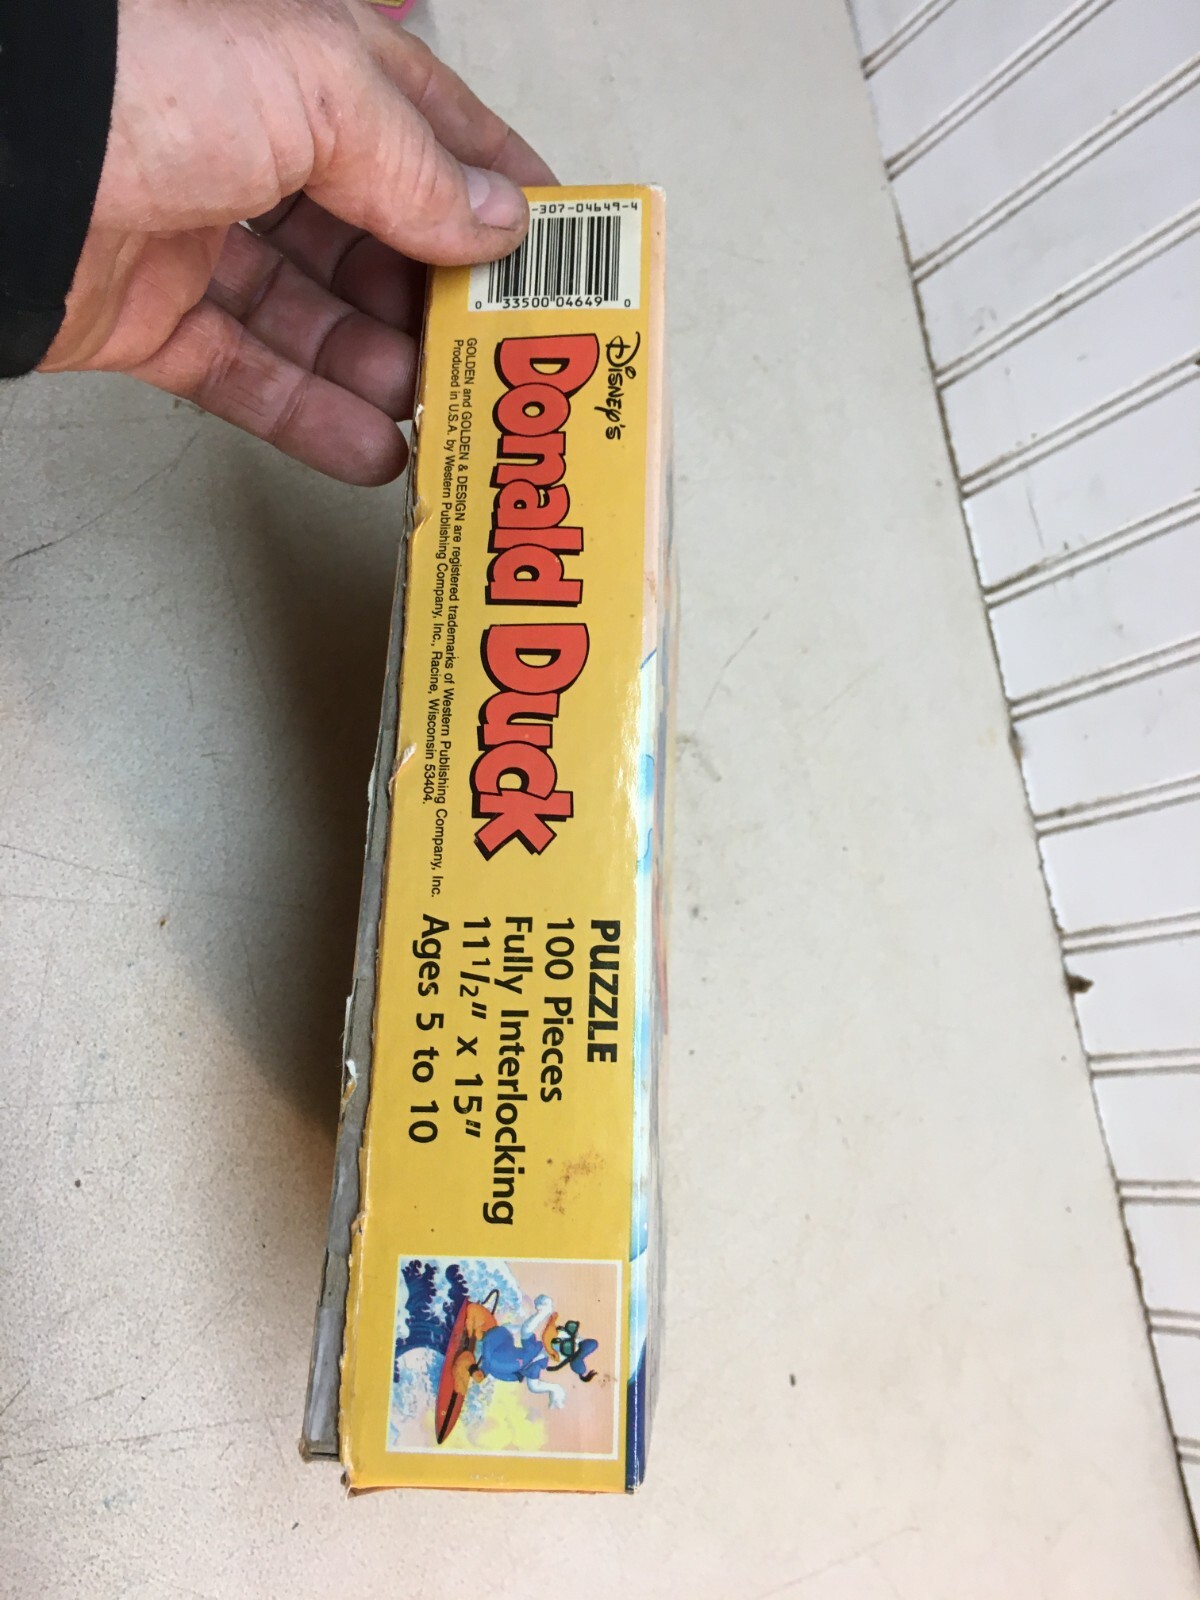 -307-04649-4
0 33500 04649 0
DISNEY'S
Donald Duck
GOLDEN and GOLDEN & DESIGN are registered trademarks of Western Publishing Company, Inc.
Produced in U.S.A. by Western Publishing Company, Inc., Racine, Wisconsin 53404.
PUZZLE
100 Pieces
Fully Interlocking
11 1/2" x 15"
Ages 5 to 10